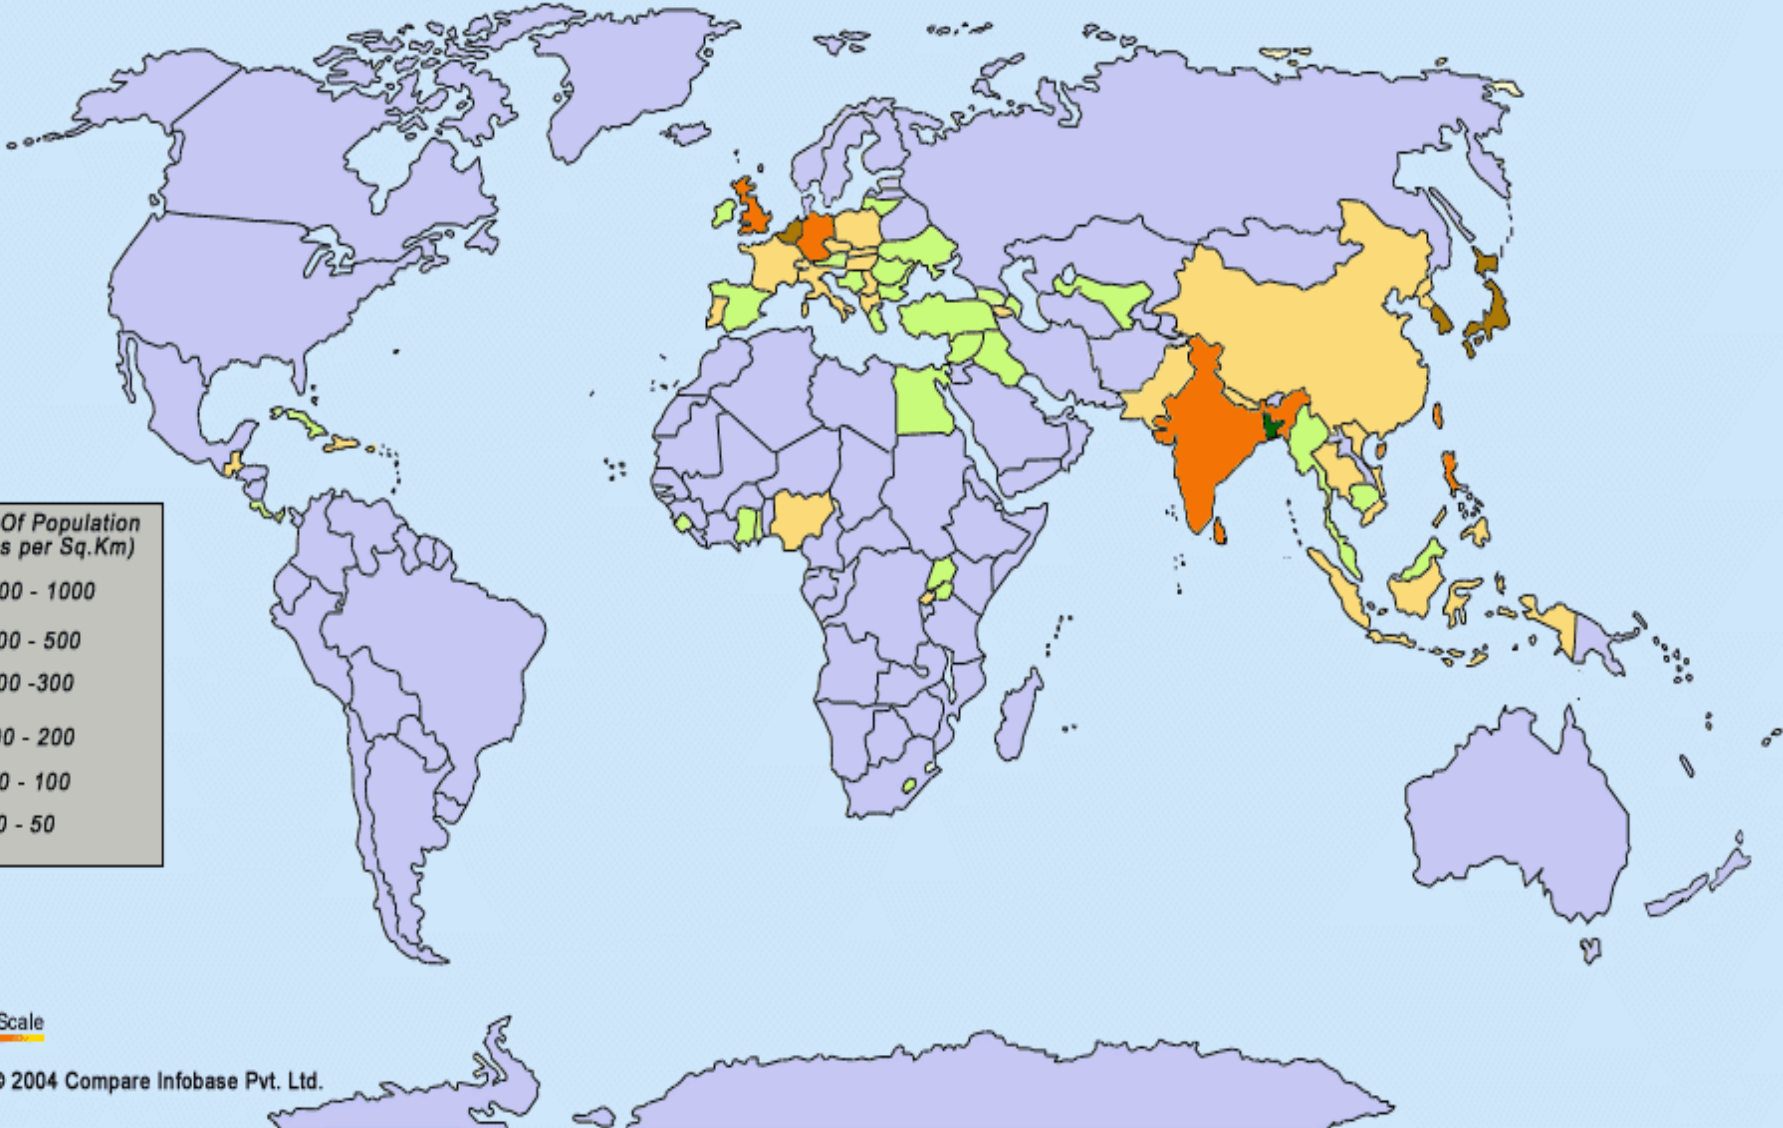 Of Population
s per Sq.Km)
00 - 1000
00 - 500
00 -300
00 - 200
0 - 100
0 - 50
Scale
© 2004 Compare Infobase Pvt. Ltd.